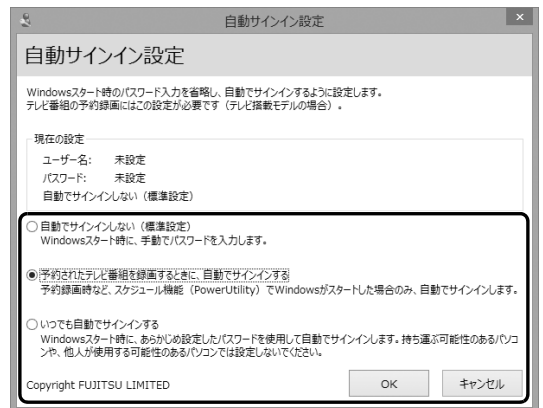 自動サインイン設定
×
自動サインイン設定
Windowsスタート時のパスワード入力を省略し、自動でサインインするように設定します。
テレビ番組の予約録画にはこの設定が必要です（テレビ搭載モデルの場合）。
現在の設定
ユーザー名: 未設定
パスワード: 未設定
自動でサインインしない（標準設定）
自動でサインインしない（標準設定）
Windowsスタート時に、手動でパスワードを入力します。
予約されたテレビ番組を録画するときに、自動でサインインする
予約録画時など、スケジュール機能（PowerUtility）でWindowsがスタートした場合のみ、自動でサインインします。
いつでも自動でサインインする
Windowsスタート時に、あらかじめ設定したパスワードを使用して自動でサインインします。持ち運ぶ可能性のあるパソコ
ンや、他人が使用する可能性のあるパソコンでは設定しないでください。
Copyright FUJITSU LIMITED
OK
キャンセル